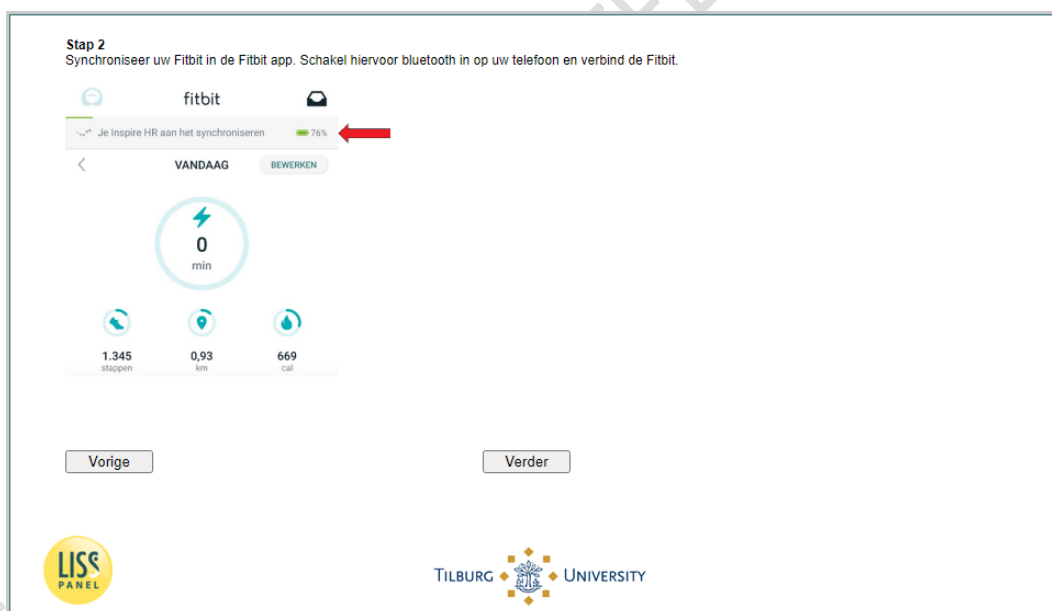 Stap 2
Synchroniseer uw Fitbit in de Fitbit app. Schakel hiervoor bluetooth in op uw telefoon en verbind de Fitbit.
fitbit
Je Inspire HR aan het synchroniseren 76%
VANDAAG BEWERKEN
0
min
1.345 0,93 669
stappen km cal
Vorige Verder
LISS
PANEL
TILBURG UNIVERSITY